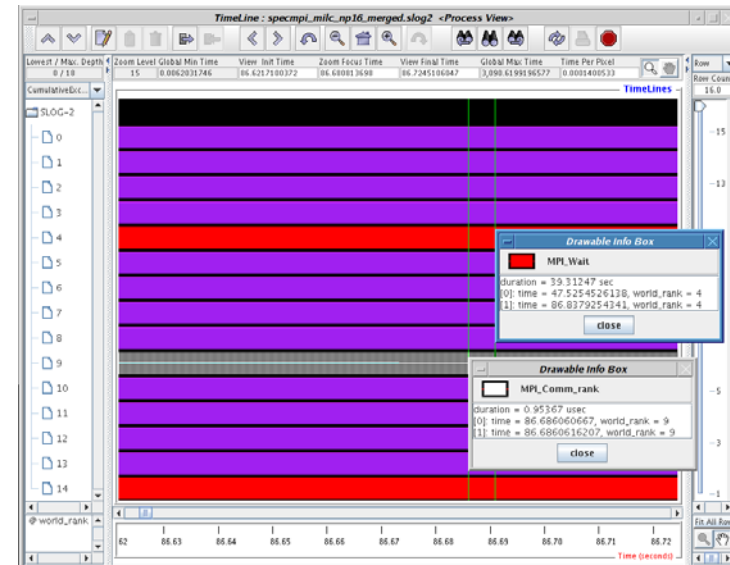 TimeLine : specmpi_milc_np16_merged.slog2 <Process View>
Lowest / Max. Depth Zoom Level Global Min Time View Init Time Zoom Focus Time View Final Time Global Max Time Time Per Pixel Row
0 / 18 15 0.0062031746 86.6217100372 86.680013698 86.7245106047 3,090.6199196577 0.0001400533 Row Coun
CumulativeExc... TimeLines 16.0
SLOG-2
0
1
2
3
4
5
6
7
8
9
10
11
12
13
14
-15
-13
-5
-3
-1
Drawable Info Box
MPI_Wait
duration = 39.31247 sec
[0]: time = 47.5254526138, world_rank = 4
[1]: time = 86.8379254341, world_rank = 4
close
Drawable Info Box
MPI_Comm_rank
duration = 0.95367 usec
[0]: time = 86.686060667, world_rank = 9
[1]: time = 86.6860616207, world_rank = 9
close
world_rank
Fit All Ro
62 86.63 86.64 86.65 86.66 86.67 86.68 86.69 86.70 86.71 86.72
Time (seconds)